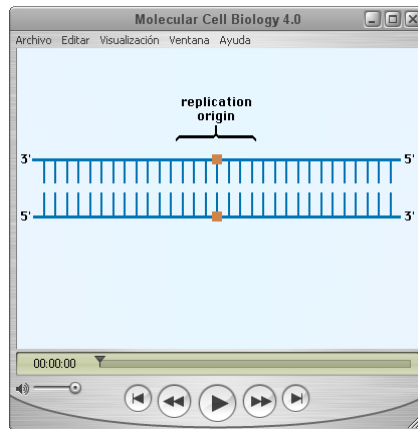 Molecular Cell Biology 4.0
Archivo Editar Visualización Ventana Ayuda
replication
origin
3' 5'
5' 3'
00:00:00